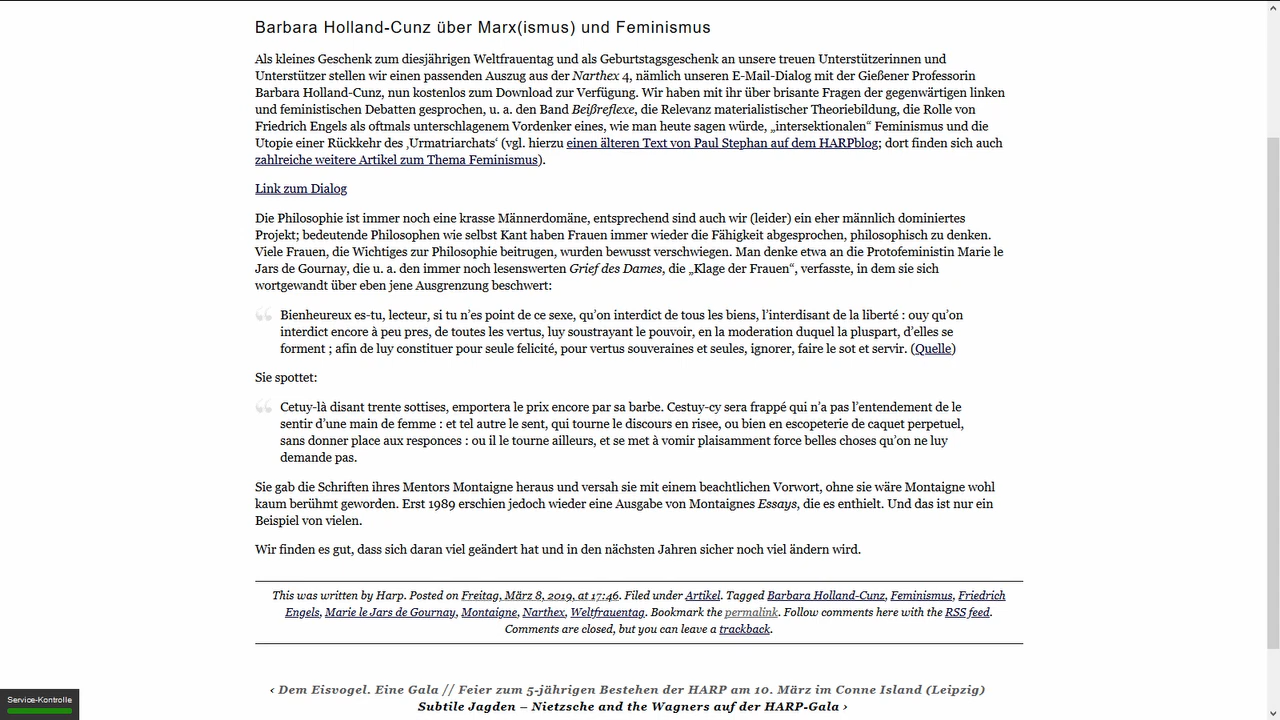 Barbara Holland-Cunz über Marx(ismus) und Feminismus
Als kleines Geschenk zum diesjährigen Weltfrauentag und als Geburtstagsgeschenk an unsere treuen Unterstützerinnen und
Unterstützer stellen wir einen passenden Auszug aus der Narthex 4, nämlich unseren E-Mail-Dialog mit der Gießener Professorin
Barbara Holland-Cunz, nun kostenlos zum Download zur Verfügung. Wir haben mit ihr über brisante Fragen der gegenwärtigen linken
und feministischen Debatten gesprochen, u. a. den Band Beißreflexe, die Relevanz materialistischer Theoriebildung, die Rolle von
Friedrich Engels als oftmals unterschlagenem Vordenker eines, wie man heute sagen würde, „intersektionalen“ Feminismus und die
Utopie einer Rückkehr des ‚Urmatriarchats‘ (vgl. hierzu einen älteren Text von Paul Stephan auf dem HARPblog; dort finden sich auch
zahlreiche weitere Artikel zum Thema Feminismus).
Link zum Dialog
Die Philosophie ist immer noch eine krasse Männerdomäne, entsprechend sind auch wir (leider) ein eher männlich dominiertes
Projekt; bedeutende Philosophen wie selbst Kant haben Frauen immer wieder die Fähigkeit abgesprochen, philosophisch zu denken.
Viele Frauen, die Wichtiges zur Philosophie beitrugen, wurden bewusst verschwiegen. Man denke etwa an die Protofeministin Marie le
Jars de Gournay, die u. a. den immer noch lesenswerten Grief des Dames, die „Klage der Frauen“, verfasste, in dem sie sich
wortgewandt über eben jene Ausgrenzung beschwert:
Bienheureux es-tu, lecteur, si tu n’es point de ce sexe, qu’on interdict de tous les biens, l’interdisant de la liberté : ouy qu’on
interdict encore à peu pres, de toutes les vertus, luy soustrayant le pouvoir, en la moderation duquel la pluspart, d’elles se
forment ; afin de luy constituer pour seule felicité, pour vertus souveraines et seules, ignorer, faire le sot et servir. (Quelle)
Sie spottet:
Cetuy-là disant trente sottises, emportera le prix encore par sa barbe. Cestuy-cy sera frappé qui n’a pas l’entendement de le
sentir d’une main de femme : et tel autre le sent, qui tourne le discours en risee, ou bien en escopeterie de caquet perpetuel,
sans donner place aux responces : ou il le tourne ailleurs, et se met à vomir plaisamment force belles choses qu’on ne luy
demande pas.
Sie gab die Schriften ihres Mentors Montaigne heraus und versah sie mit einem beachtlichen Vorwort, ohne sie wäre Montaigne wohl
kaum berühmt geworden. Erst 1989 erschien jedoch wieder eine Ausgabe von Montaignes Essays, die es enthielt. Und das ist nur ein
Beispiel von vielen.
Wir finden es gut, dass sich daran viel geändert hat und in den nächsten Jahren sicher noch viel ändern wird.
This was written by Harp. Posted on Freitag, März 8, 2019, at 17:46. Filed under Artikel. Tagged Barbara Holland-Cunz, Feminismus, Friedrich
Engels, Marie le Jars de Gournay, Montaigne, Narthex, Weltfrauentag. Bookmark the permalink. Follow comments here with the RSS feed.
Comments are closed, but you can leave a trackback.
‹ Dem Eisvogel. Eine Gala // Feier zum 5-jährigen Bestehen der HARP am 10. März im Conne Island (Leipzig)
Subtile Jagden – Nietzsche and the Wagners auf der HARP-Gala ›
Service-Kontrolle